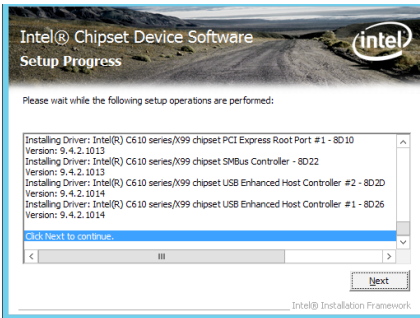 Intel® Chipset Device Software
Setup Progress
intel
Please wait while the following setup operations are performed:
Installing Driver: Intel(R) C610 series/X99 chipset PCI Express Root Port #1 - 8D10
Version: 9.4.2.1013
Installing Driver: Intel(R) C610 series/X99 chipset SMBus Controller - 8D22
Version: 9.4.2.1013
Installing Driver: Intel(R) C610 series/X99 chipset USB Enhanced Host Controller #2 - 8D2D
Version: 9.4.2.1014
Installing Driver: Intel(R) C610 series/X99 chipset USB Enhanced Host Controller #1 - 8D26
Version: 9.4.2.1014
Click Next to continue.
Next
Intel® Installation Framework